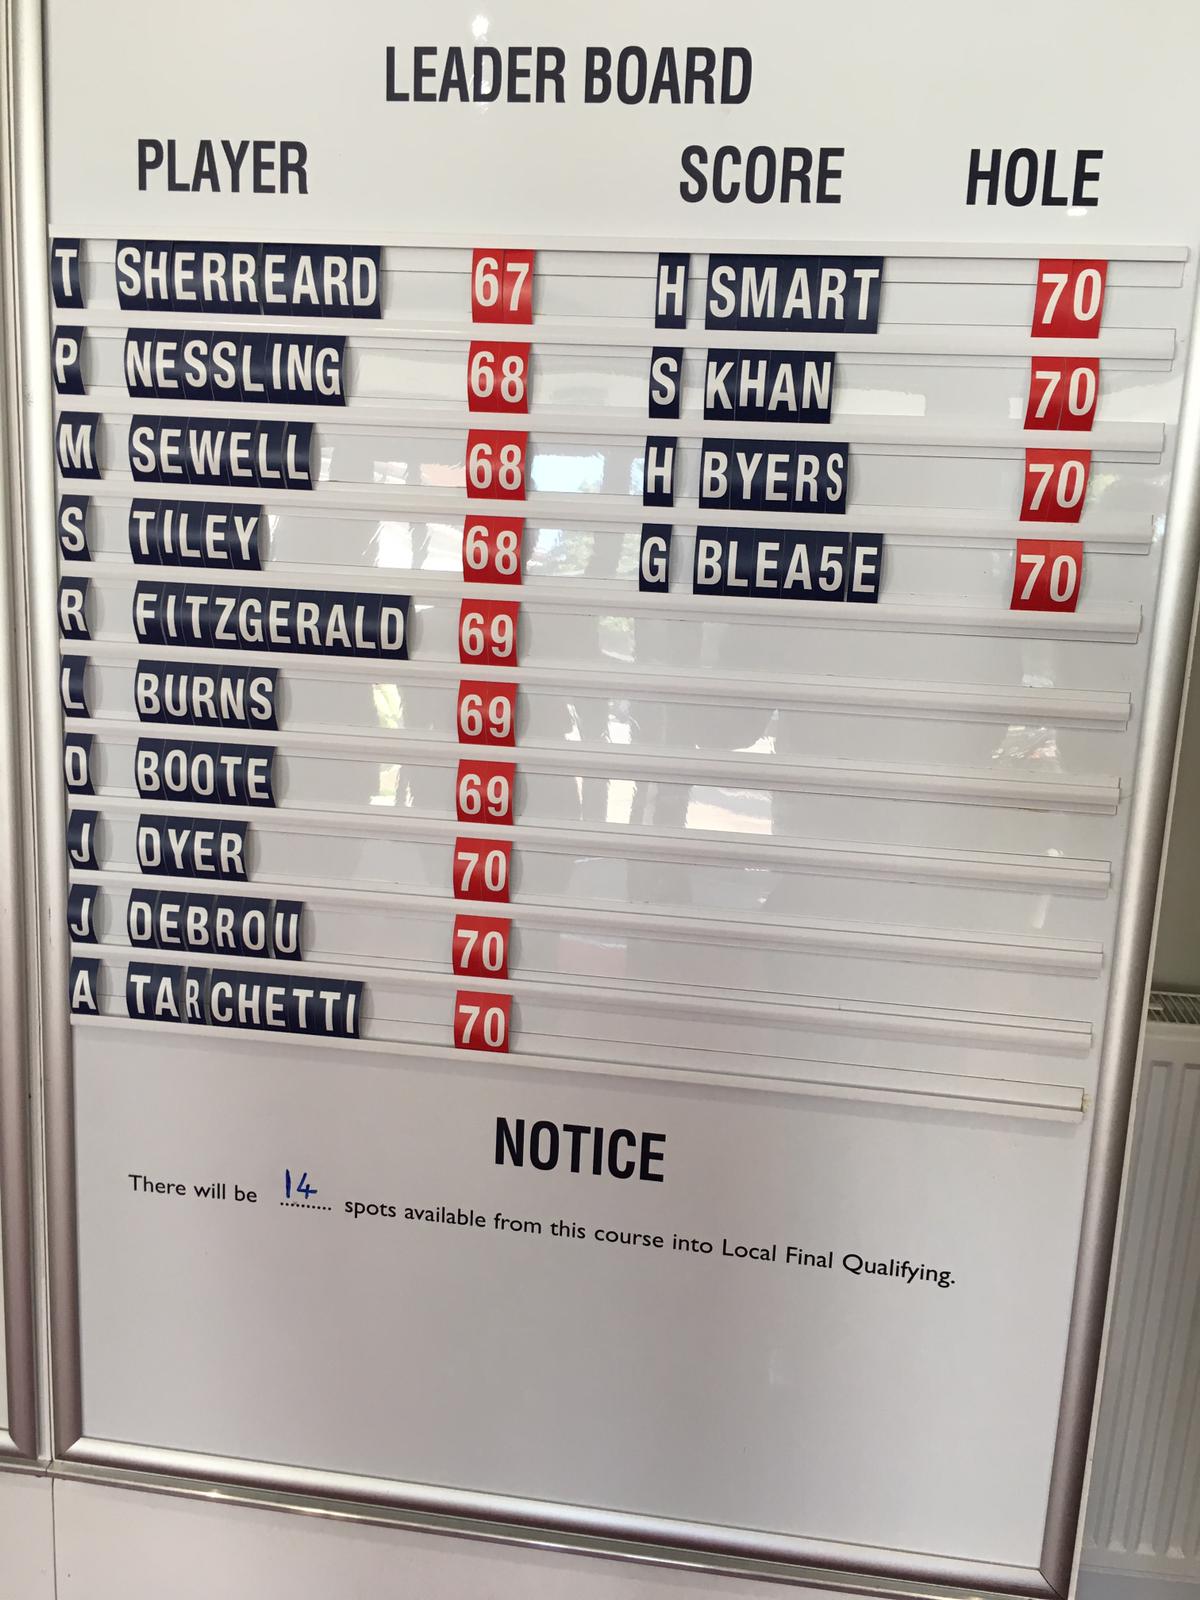 LEADER BOARD
PLAYER SCORE HOLE
T SHERREARD 67 H SMART 70
P NESSLING 68 S KHAN 70
M SEWELL 68 H BYERS 70
S TILEY 68 G BLEA5E 70
R FITZGERALD 69
L BURNS 69
D BOOTE 69
J DYER 70
J DEBROU 70
A TARCHETTI 70
NOTICE
There will be 14 spots available from this course into Local Final Qualifying.